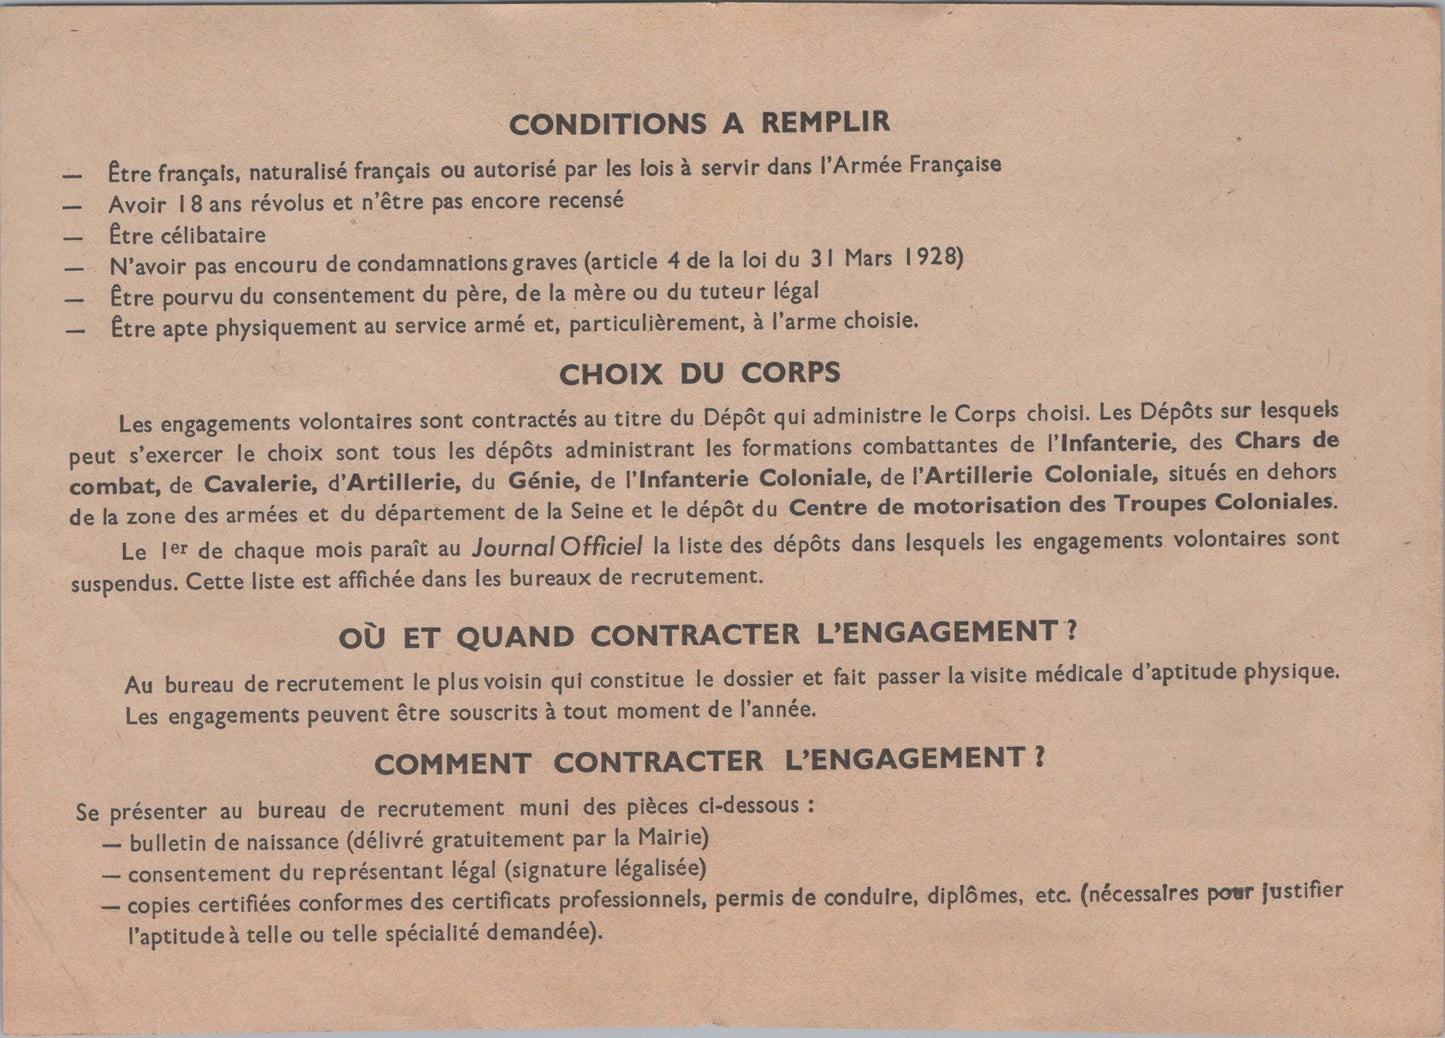 CONDITIONS A REMPLIR
— Être français, naturalisé français ou autorisé par les lois à servir dans l'Armée Française
— Avoir 18 ans révolus et n'être pas encore recensé
— Être célibataire
— N'avoir pas encouru de condamnations graves (article 4 de la loi du 31 Mars 1928)
— Être pourvu du consentement du père, de la mère ou du tuteur légal
— Être apte physiquement au service armé et, particulièrement, à l'arme choisie.
CHOIX DU CORPS
Les engagements volontaires sont contractés au titre du Dépôt qui administre le Corps choisi. Les Dépôts sur lesquels
peut s'exercer le choix sont tous les dépôts administrant les formations combattantes de l'Infanterie, des Chars de
combat, de Cavalerie, d'Artillerie, du Génie, de l'Infanterie Coloniale, de l'Artillerie Coloniale, situés en dehors
de la zone des armées et du département de la Seine et le dépôt du Centre de motorisation des Troupes Coloniales.
Le 1er de chaque mois paraît au Journal Officiel la liste des dépôts dans lesquels les engagements volontaires sont
suspendus. Cette liste est affichée dans les bureaux de recrutement.
OÙ ET QUAND CONTRACTER L'ENGAGEMENT ?
Au bureau de recrutement le plus voisin qui constitue le dossier et fait passer la visite médicale d'aptitude physique.
Les engagements peuvent être souscrits à tout moment de l'année.
COMMENT CONTRACTER L'ENGAGEMENT ?
Se présenter au bureau de recrutement muni des pièces ci-dessous :
— bulletin de naissance (délivré gratuitement par la Mairie)
— consentement du représentant légal (signature légalisée)
— copies certifiées conformes des certificats professionnels, permis de conduire, diplômes, etc. (nécessaires pour justifier
l'aptitude à telle ou telle spécialité demandée).